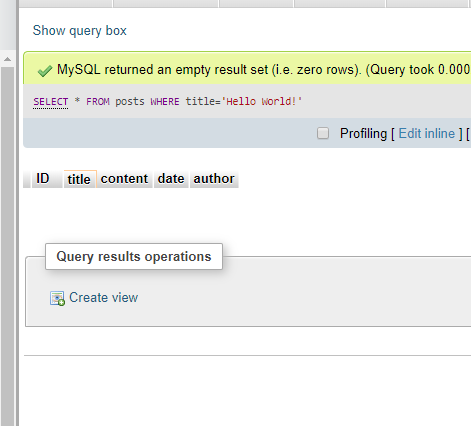 Show query box
MySQL returned an empty result set (i.e. zero rows). (Query took 0.000
SELECT * FROM posts WHERE title='Hello World!'
Profiling [ Edit inline ] [
ID title content date author
Query results operations
Create view